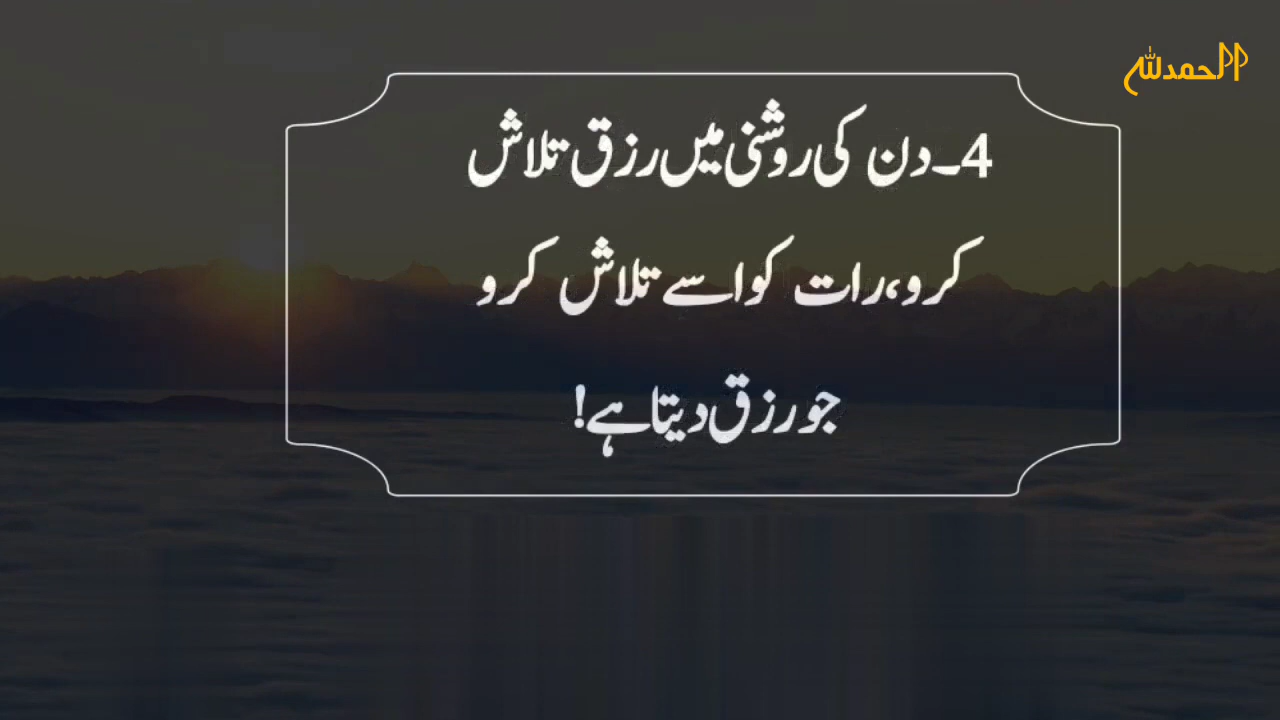 الحمدللہ
4۔دن کی روشنی میں رزق تلاش
کرو،رات کو اسے تلاش کرو
جو رزق دیتا ہے!